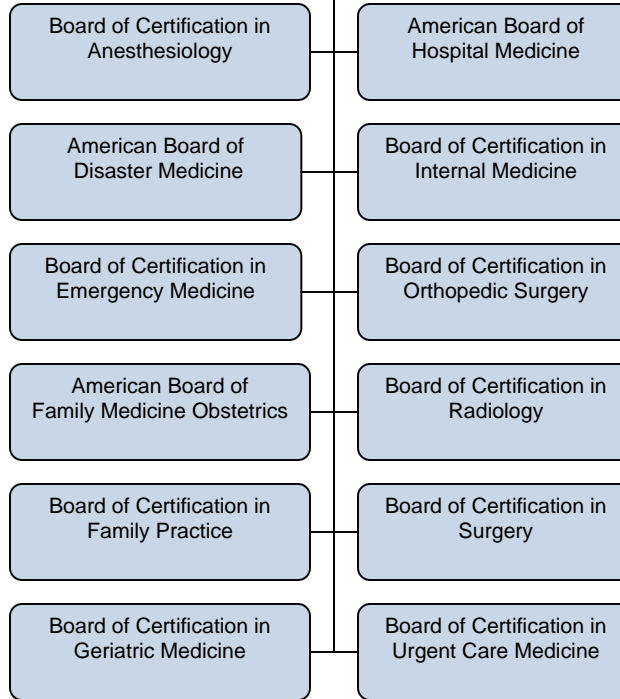 Board of Certification in
Anesthesiology
American Board of
Hospital Medicine
American Board of
Disaster Medicine
Board of Certification in
Internal Medicine
Board of Certification in
Emergency Medicine
Board of Certification in
Orthopedic Surgery
American Board of
Family Medicine Obstetrics
Board of Certification in
Radiology
Board of Certification in
Family Practice
Board of Certification in
Surgery
Board of Certification in
Geriatric Medicine
Board of Certification in
Urgent Care Medicine